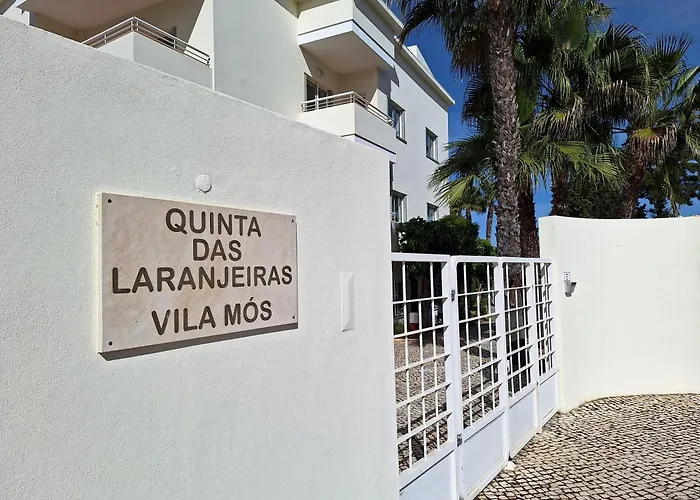 QUINTA
DAS
LARANJEIRAS
VILA MÓS